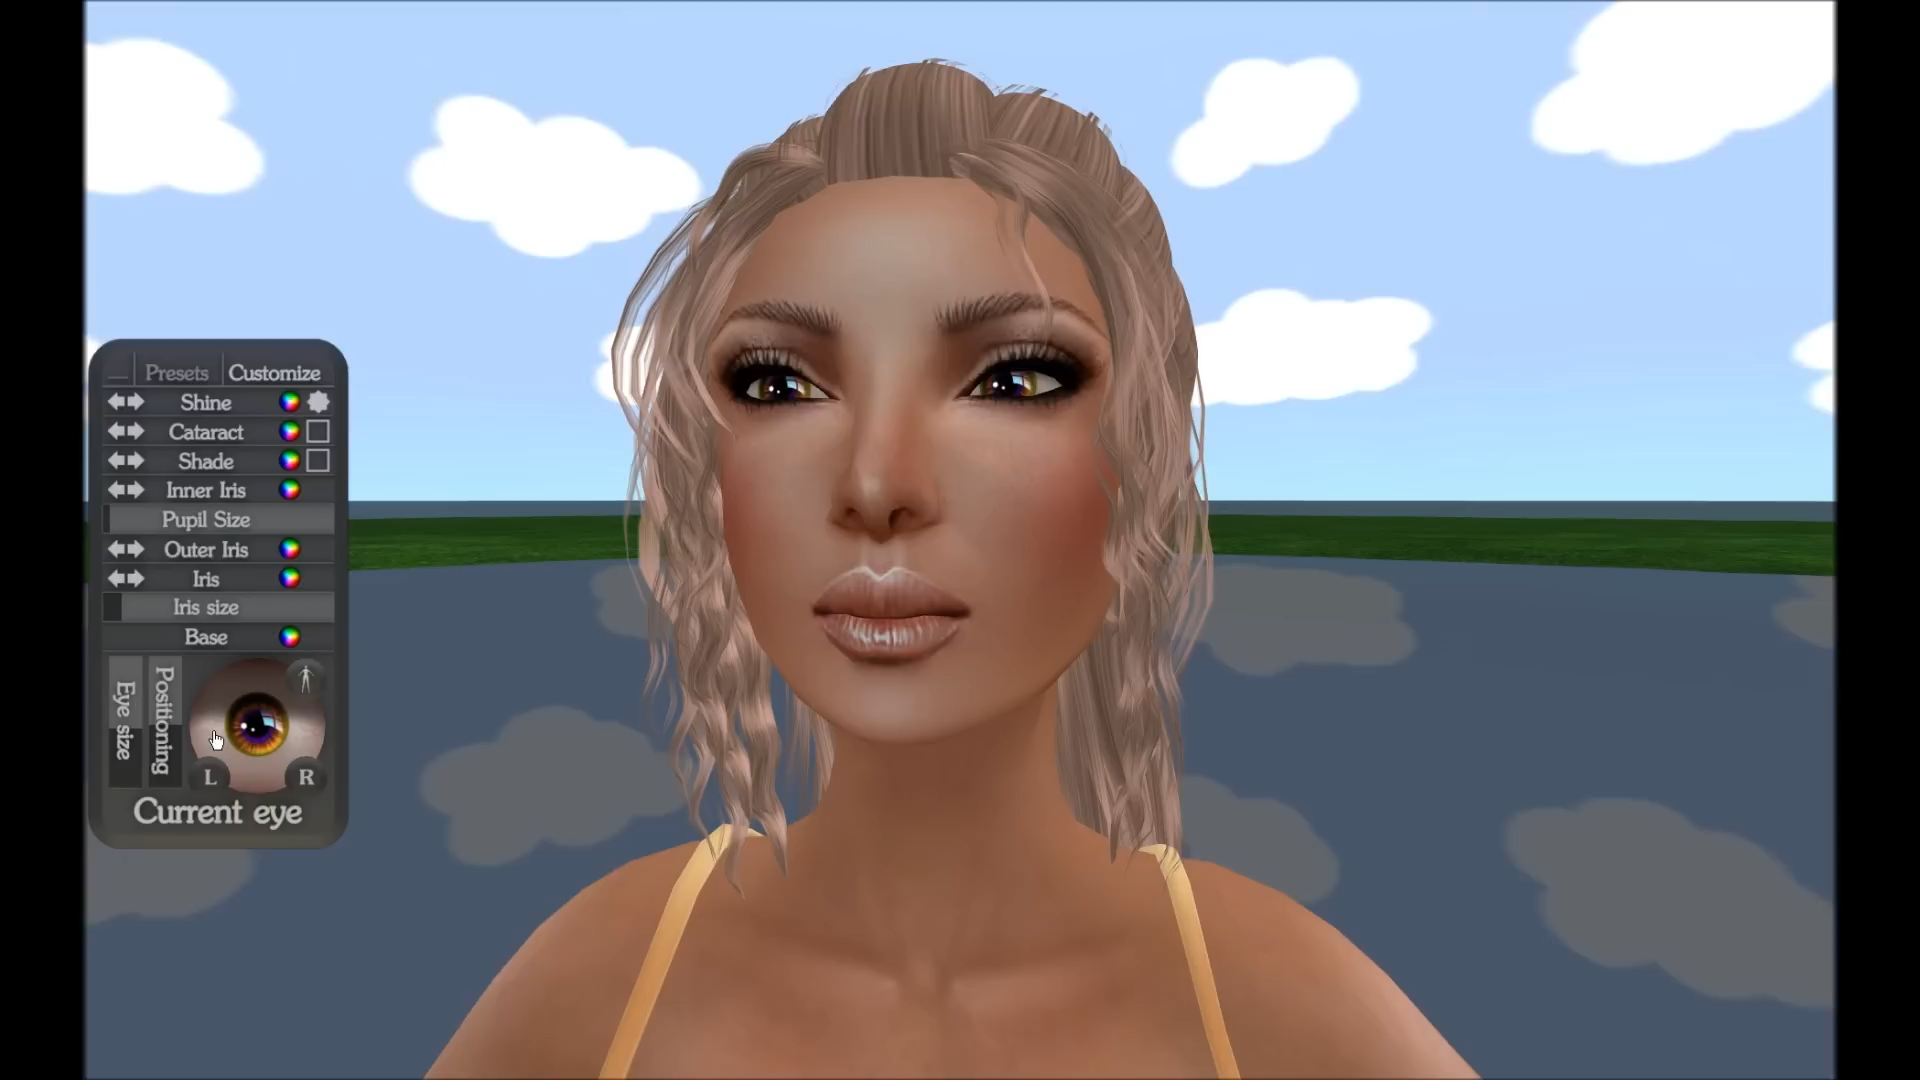 Presets Customize
Shine
Cataract
Shade
Inner Iris
Pupil Size
Outer Iris
Iris
Iris size
Base
Eye size
Positioning
L R
Current eye